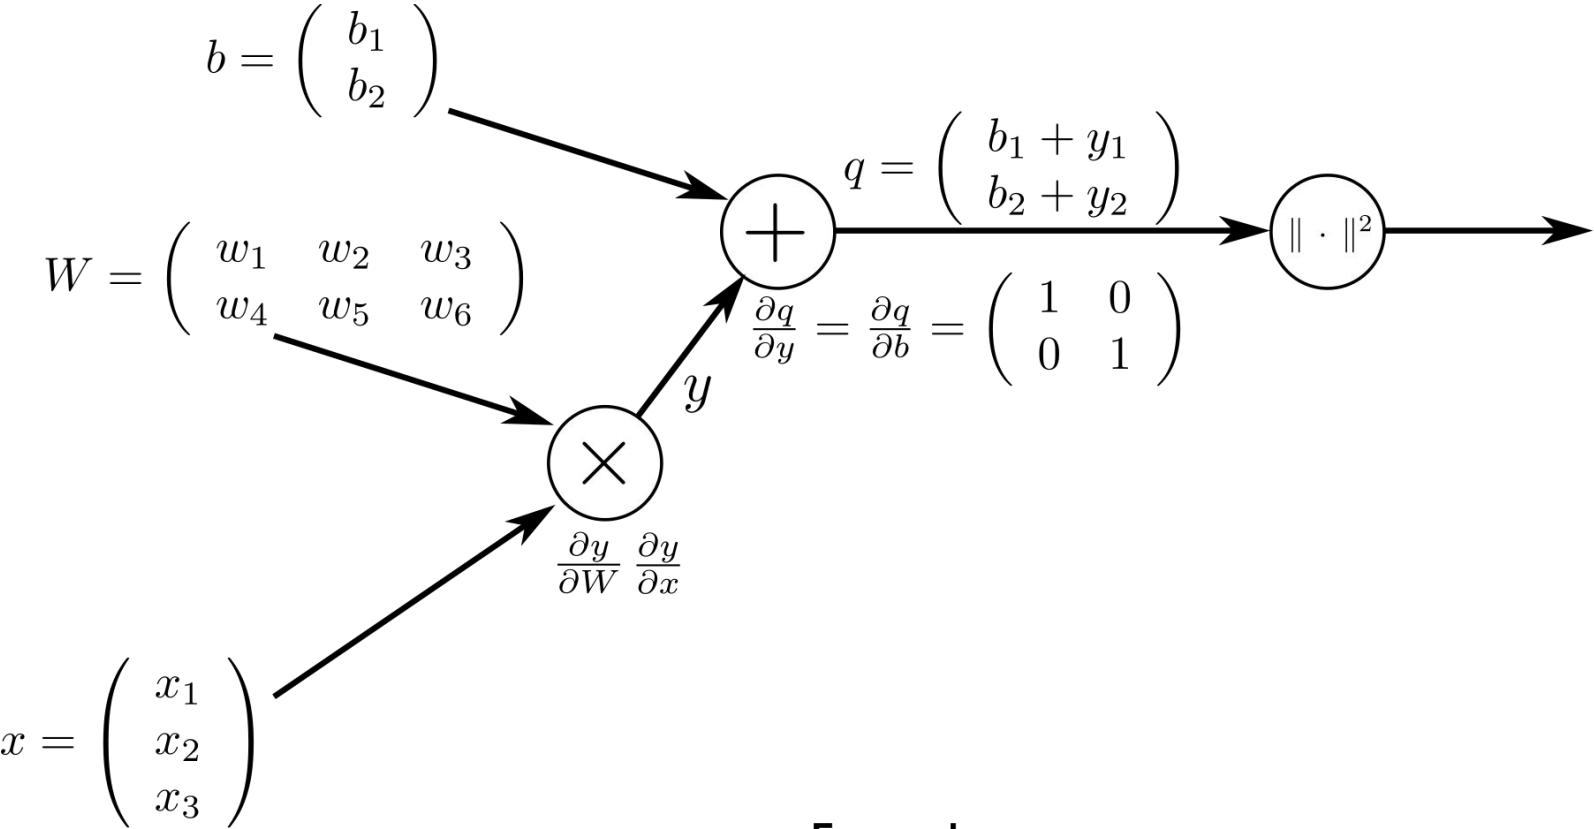 b = ( b₁ b₂ )
q = ( b₁ + y₁
b₂ + y₂ )
W = ( w₁ w₂ w₃
w₄ w₅ w₆ )
+
‖ · ‖²
∂q/∂y = ∂q/∂b = ( 1 0
0 1 )
y
×
∂y/∂W ∂y/∂x
x = ( x₁
x₂
x₃ )